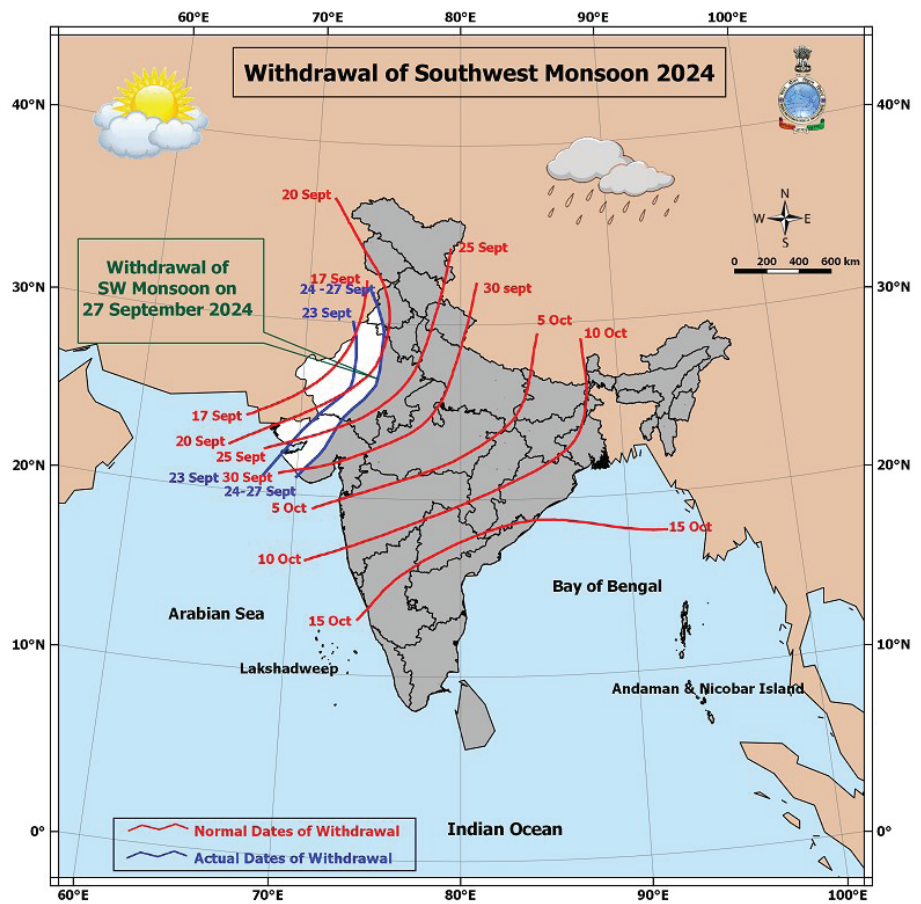 60°E 70°E 80°E 90°E 100°E
Withdrawal of Southwest Monsoon 2024
40°N 40°N
N
W E
S
0 200 400 600 km
20 Sept
25 Sept
Withdrawal of
SW Monsoon on
27 September 2024
17 Sept
24 -27 Sept
30 sept
30°N 30°N
23 Sept
5 Oct
10 Oct
17 Sept
20 Sept
25 Sept
20°N 20°N
23 Sept 30 Sept
24-27 Sept
5 Oct
15 Oct
10 Oct
Bay of Bengal
Arabian Sea
15 Oct
10°N 10°N
Lakshadweep
Andaman & Nicobar Island
Indian Ocean
0° 0°
Normal Dates of Withdrawal
Actual Dates of Withdrawal
60°E 70°E 80°E 90°E 100°E